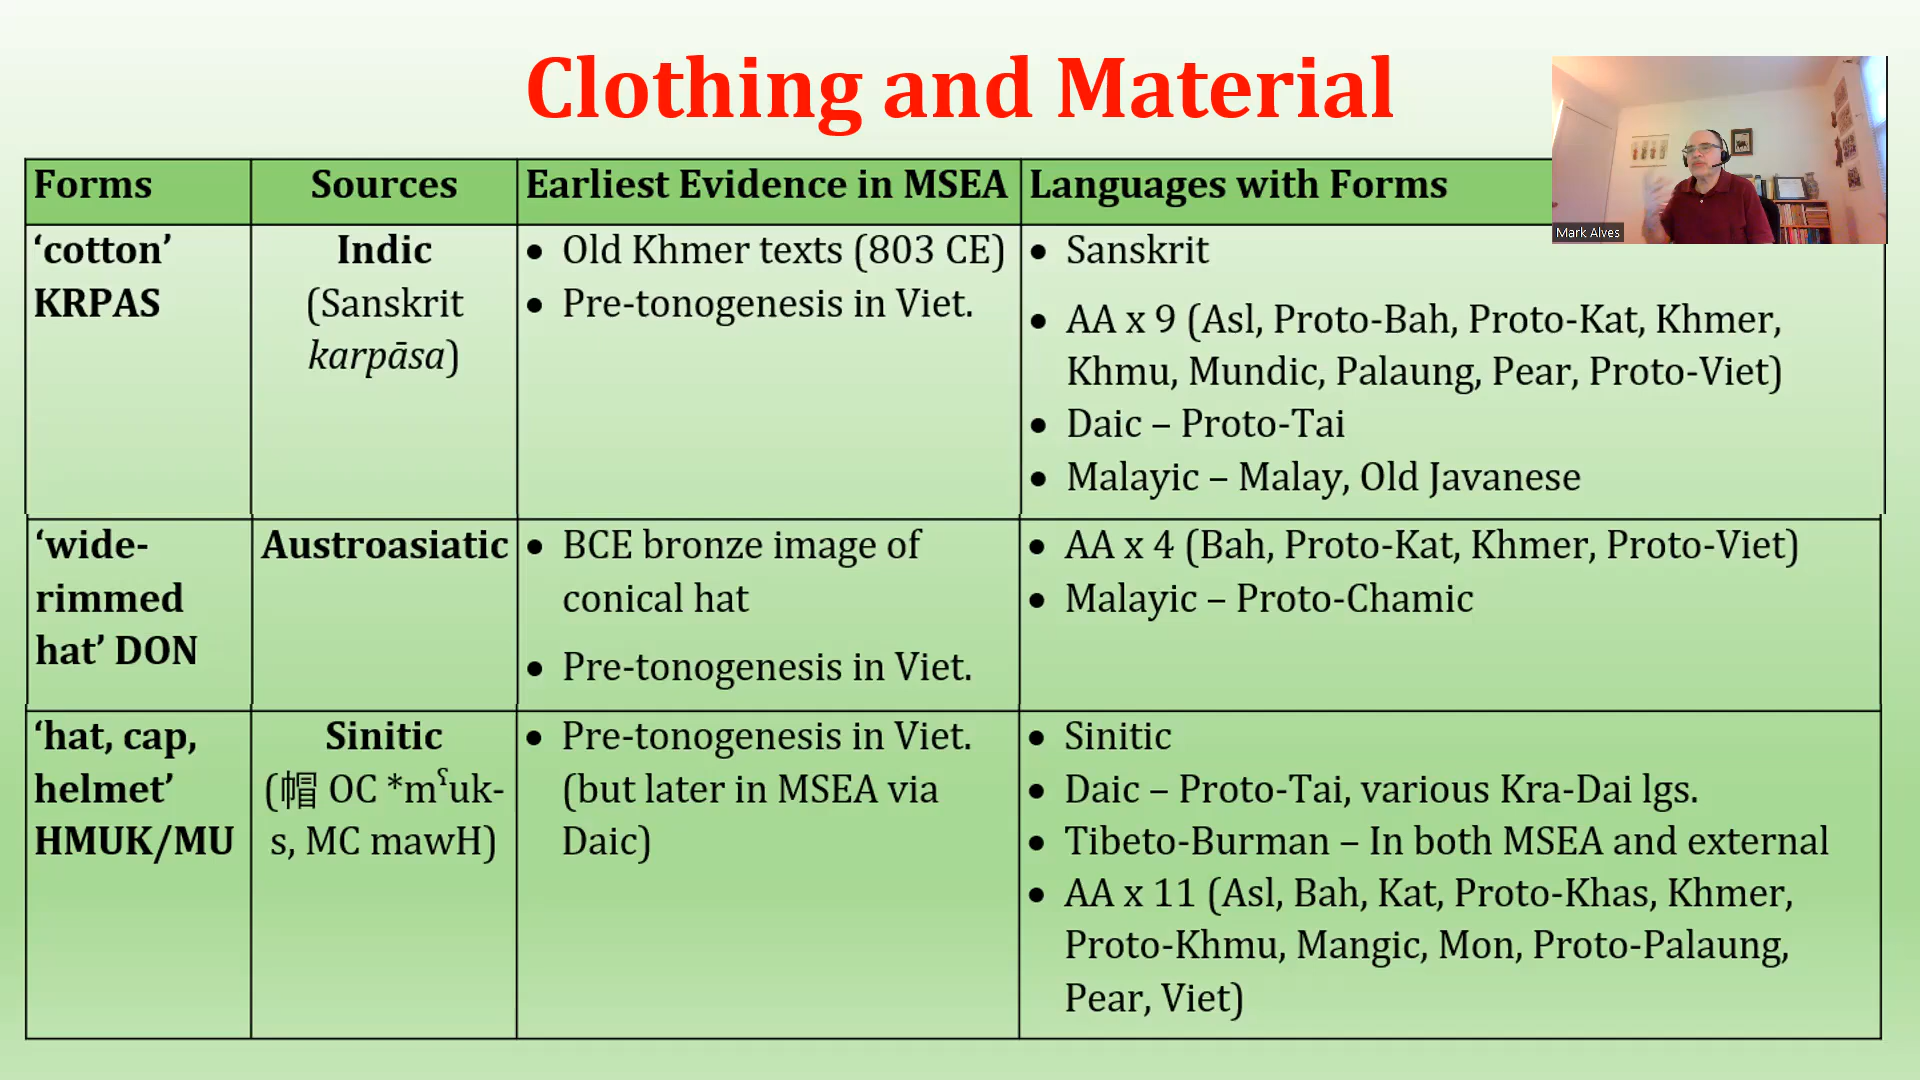 Clothing and Material
Mark Alves
Forms
Sources
Earliest Evidence in MSEA
Languages with Forms
‘cotton’
KRPAS
Indic
(Sanskrit
karpāsa)
• Old Khmer texts (803 CE)
• Pre-tonogenesis in Viet.
• Sanskrit
• AA x 9 (Asl, Proto-Bah, Proto-Kat, Khmer,
Khmu, Mundic, Palaung, Pear, Proto-Viet)
• Daic – Proto-Tai
• Malayic – Malay, Old Javanese
‘wide-
rimmed
hat’ DON
Austroasiatic
• BCE bronze image of
conical hat
• Pre-tonogenesis in Viet.
• AA x 4 (Bah, Proto-Kat, Khmer, Proto-Viet)
• Malayic – Proto-Chamic
‘hat, cap,
helmet’
HMUK/MU
Sinitic
(帽 OC *mˤuk-
s, MC mawH)
• Pre-tonogenesis in Viet.
(but later in MSEA via
Daic)
• Sinitic
• Daic – Proto-Tai, various Kra-Dai lgs.
• Tibeto-Burman – In both MSEA and external
• AA x 11 (Asl, Bah, Kat, Proto-Khas, Khmer,
Proto-Khmu, Mangic, Mon, Proto-Palaung,
Pear, Viet)